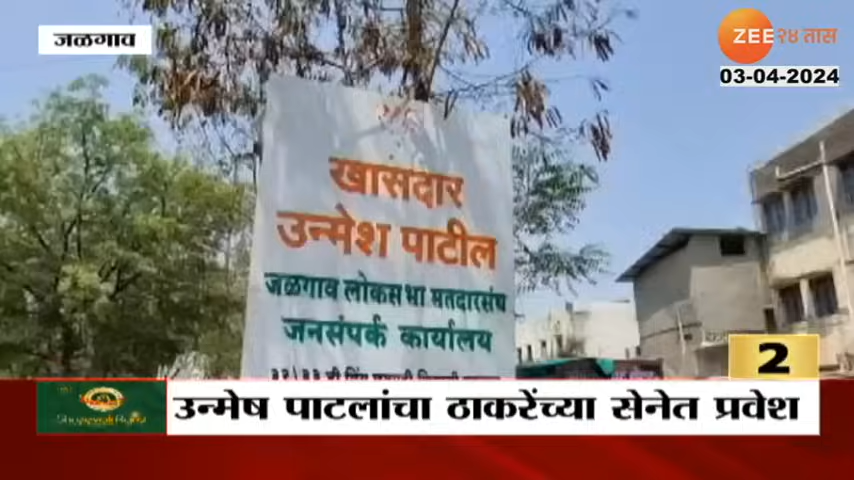 जळगाव
ZEE २४ तास
03-04-2024
खासदार
उन्मेश पाटील
जळगाव लोकसभा मतदारसंघ
जनसंपर्क कार्यालय
2
उन्मेष पाटलांचा ठाकरेंच्या सेनेत प्रवेश